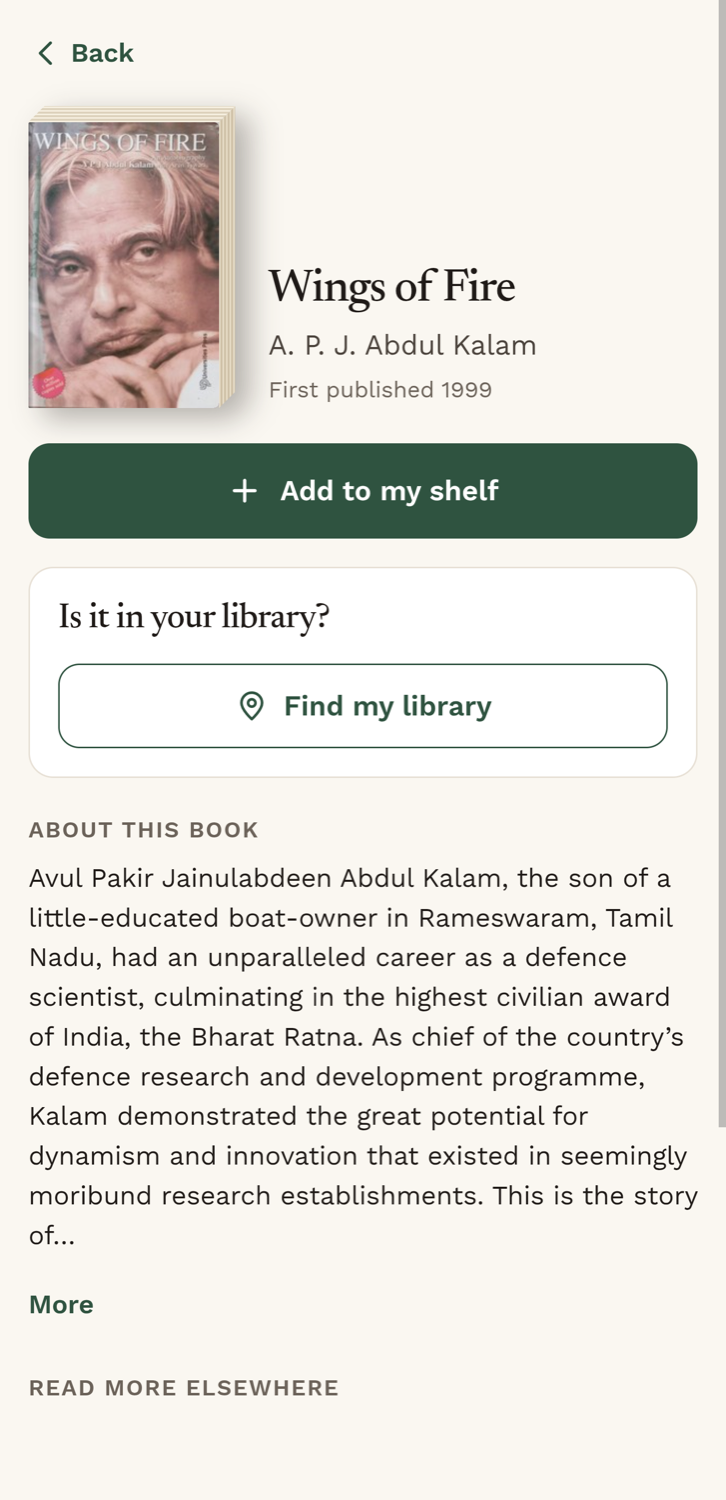 Back
WINGS OF FIRE
A P J Abdul Kalam
Wings of Fire
A. P. J. Abdul Kalam
First published 1999
Add to my shelf
Is it in your library?
Find my library
ABOUT THIS BOOK
Avul Pakir Jainulabdeen Abdul Kalam, the son of a
little-educated boat-owner in Rameswaram, Tamil
Nadu, had an unparalleled career as a defence
scientist, culminating in the highest civilian award
of India, the Bharat Ratna. As chief of the country’s
defence research and development programme,
Kalam demonstrated the great potential for
dynamism and innovation that existed in seemingly
moribund research establishments. This is the story
of...
More
READ MORE ELSEWHERE